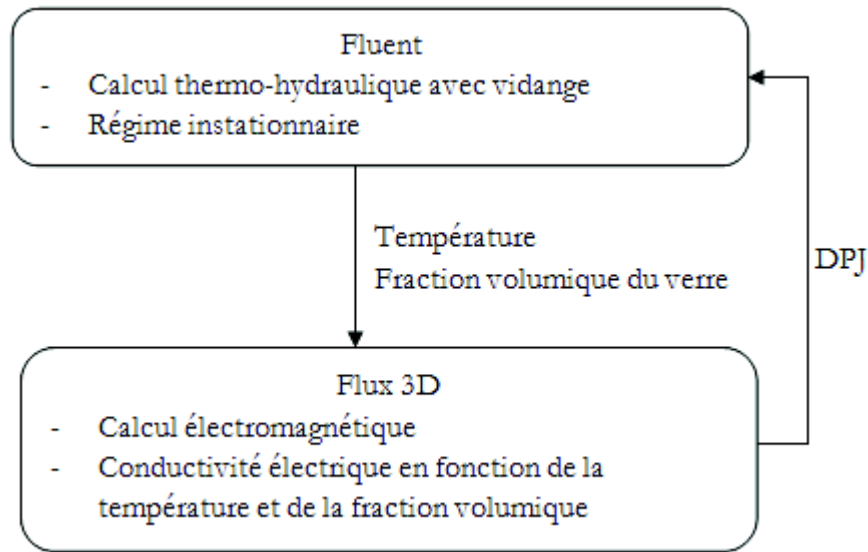 Fluent
- Calcul thermo-hydraulique avec vidange
- Régime instationnaire
Température
Fraction volumique du verre
DPJ
Flux 3D
- Calcul électromagnétique
- Conductivité électrique en fonction de la
température et de la fraction volumique